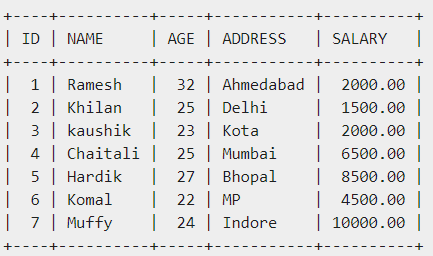 +----+----------+-----+-----------+----------+
| ID | NAME     | AGE | ADDRESS   | SALARY   |
+----+----------+-----+-----------+----------+
|  1 | Ramesh   |  32 | Ahmedabad |  2000.00 |
|  2 | Khilan   |  25 | Delhi     |  1500.00 |
|  3 | kaushik  |  23 | Kota      |  2000.00 |
|  4 | Chaitali |  25 | Mumbai    |  6500.00 |
|  5 | Hardik   |  27 | Bhopal    |  8500.00 |
|  6 | Komal    |  22 | MP        |  4500.00 |
|  7 | Muffy    |  24 | Indore    | 10000.00 |
+----+----------+-----+-----------+----------+